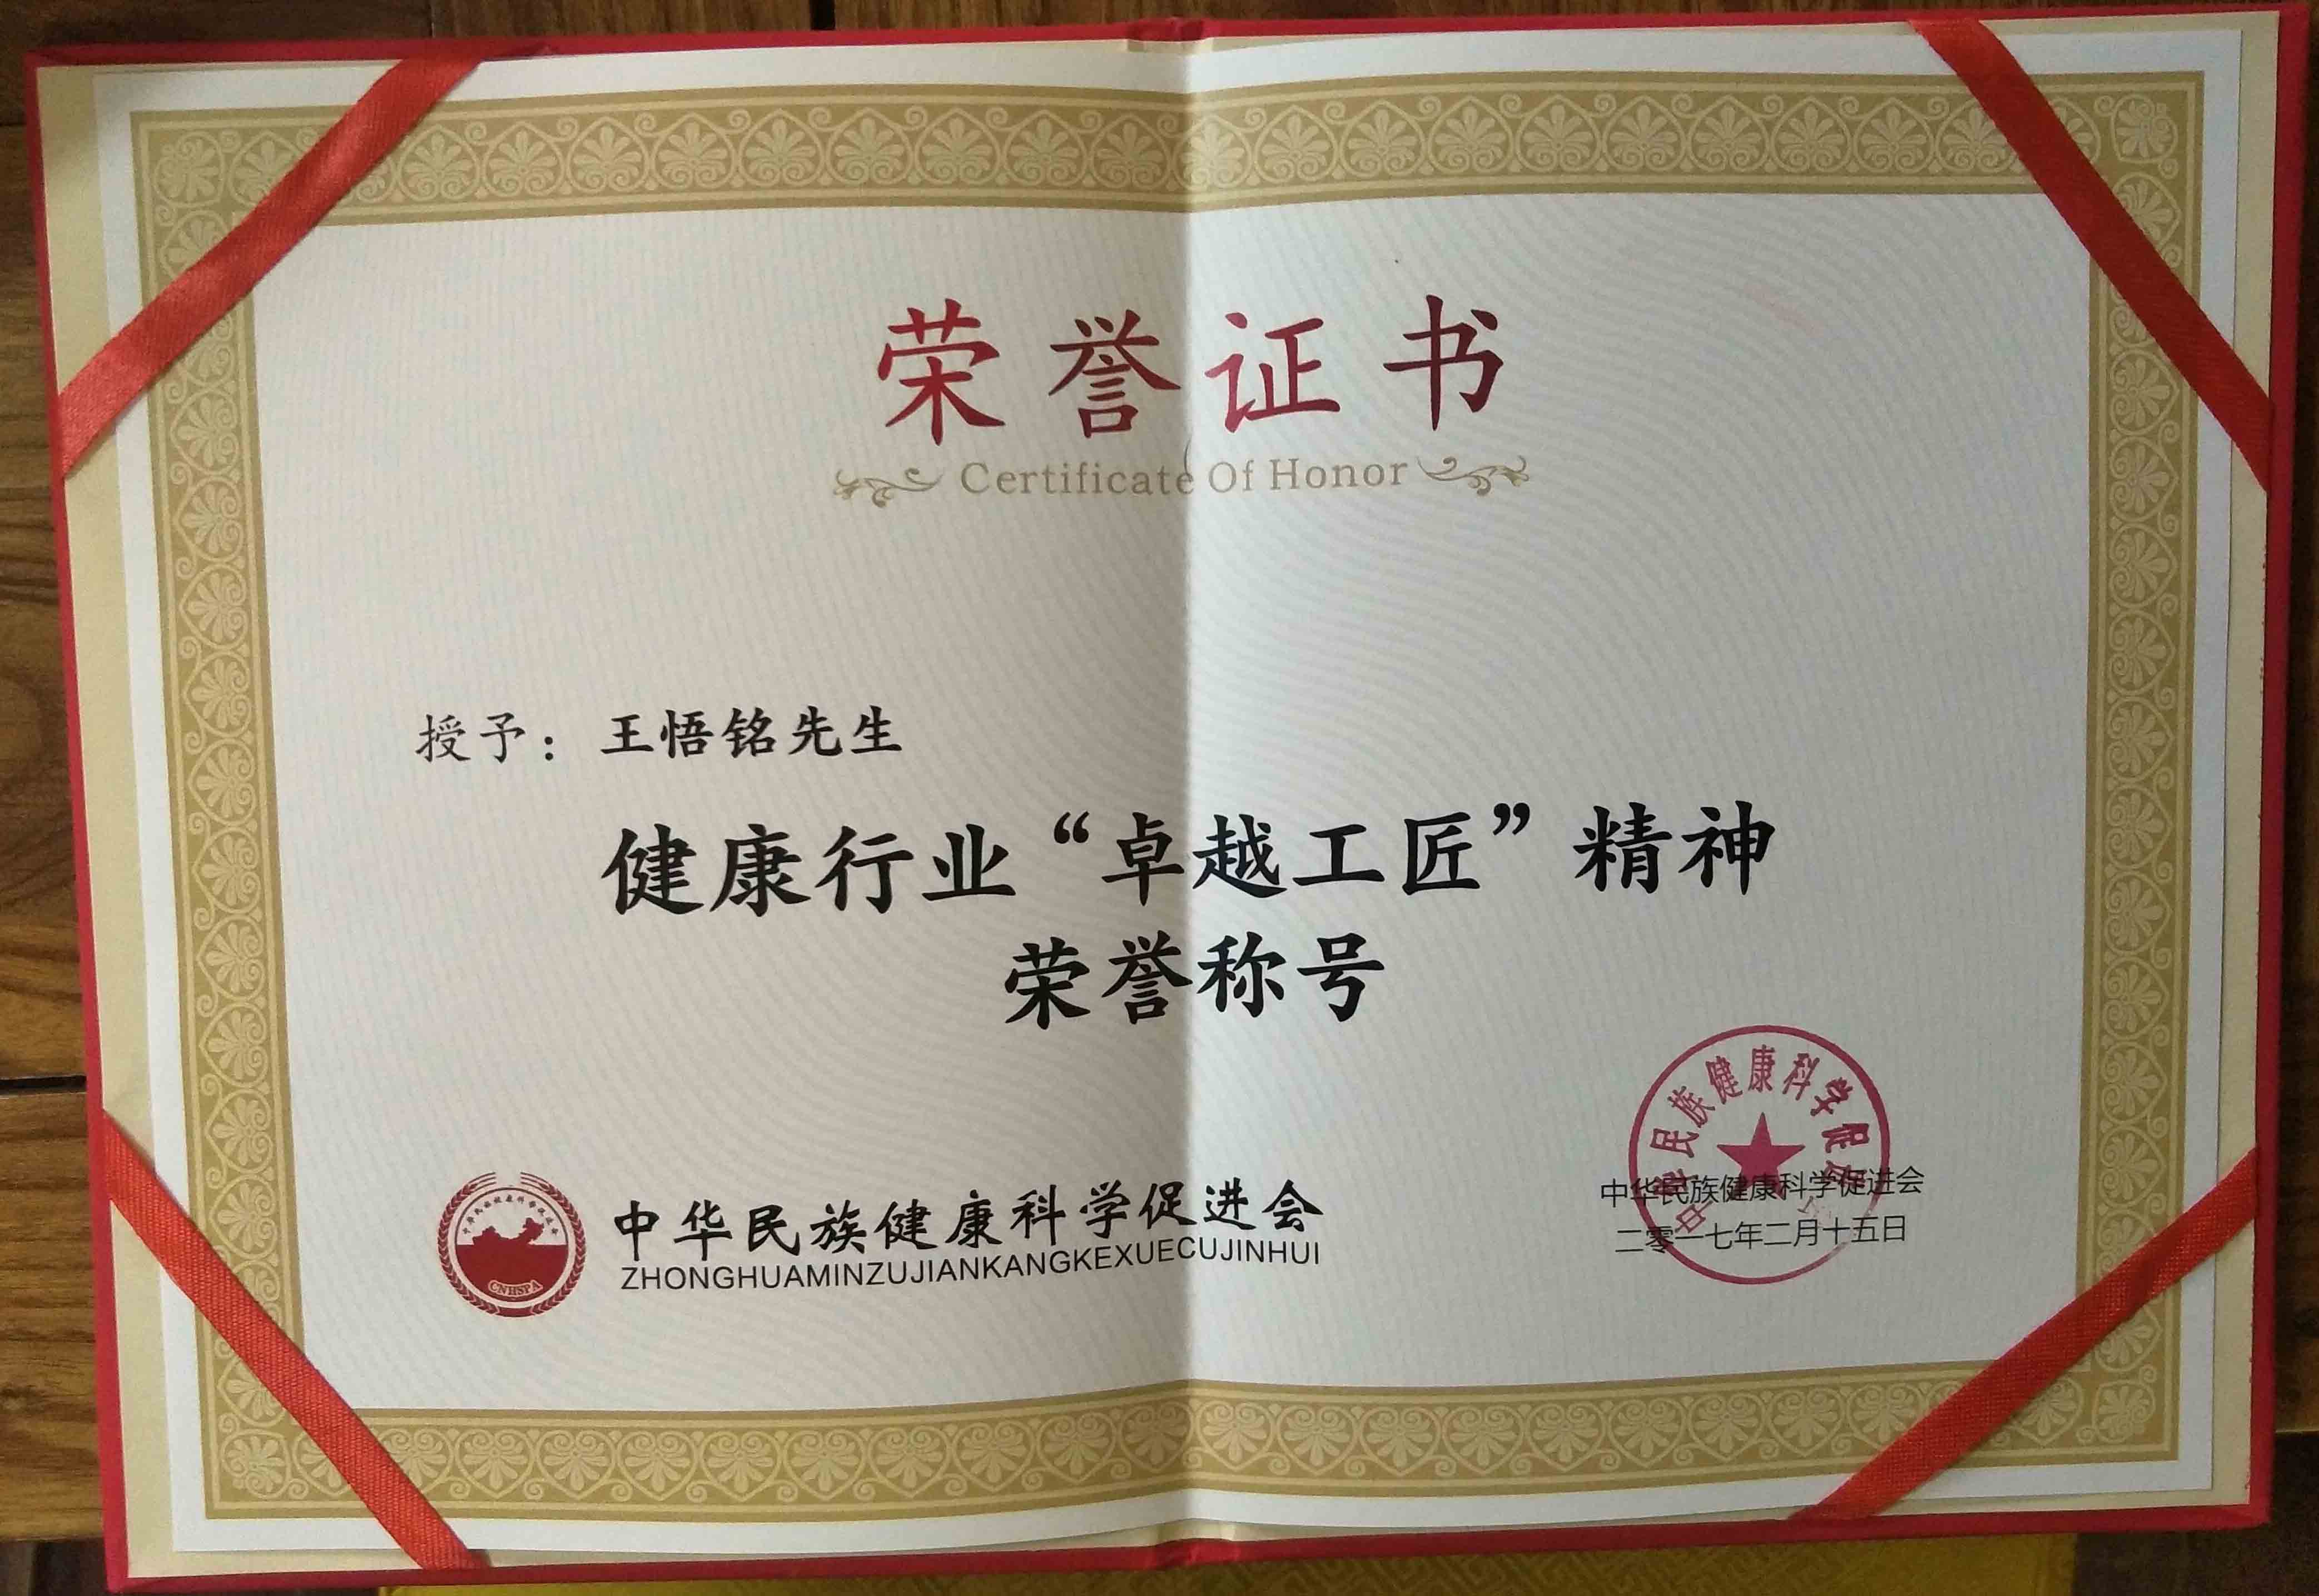 荣誉证书
Certificate Of Honor
授予：王悟铭先生
健康行业“卓越工匠”精神
荣誉称号
中华民族健康科学促进会
ZHONGHUAMINZUJIANKANGKEXUECUJINHUI
CNHSPA
中华民族健康科学促进会
二零一七年二月十五日